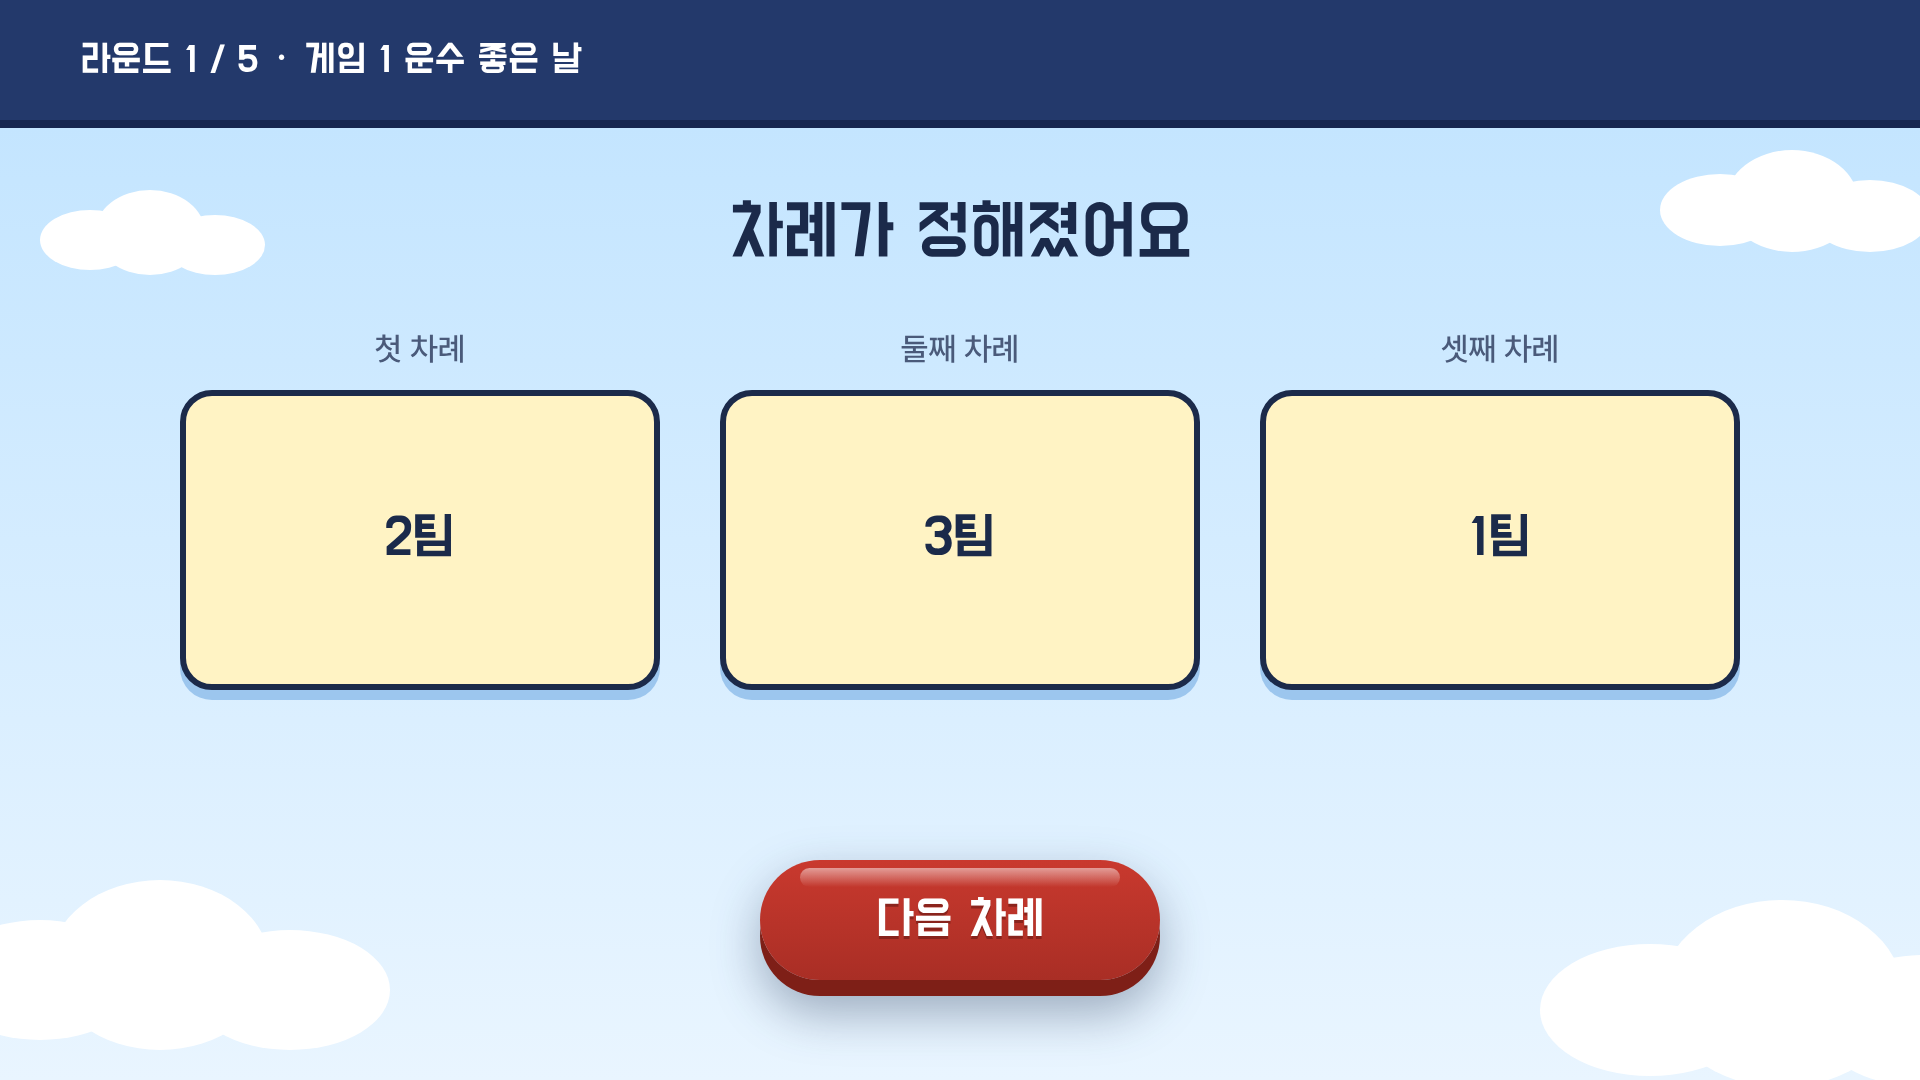 라운드 1 / 5 · 게임 1 운수 좋은 날
차례가 정해졌어요
첫 차례
둘째 차례
셋째 차례
2팀
3팀
1팀
다음 차례